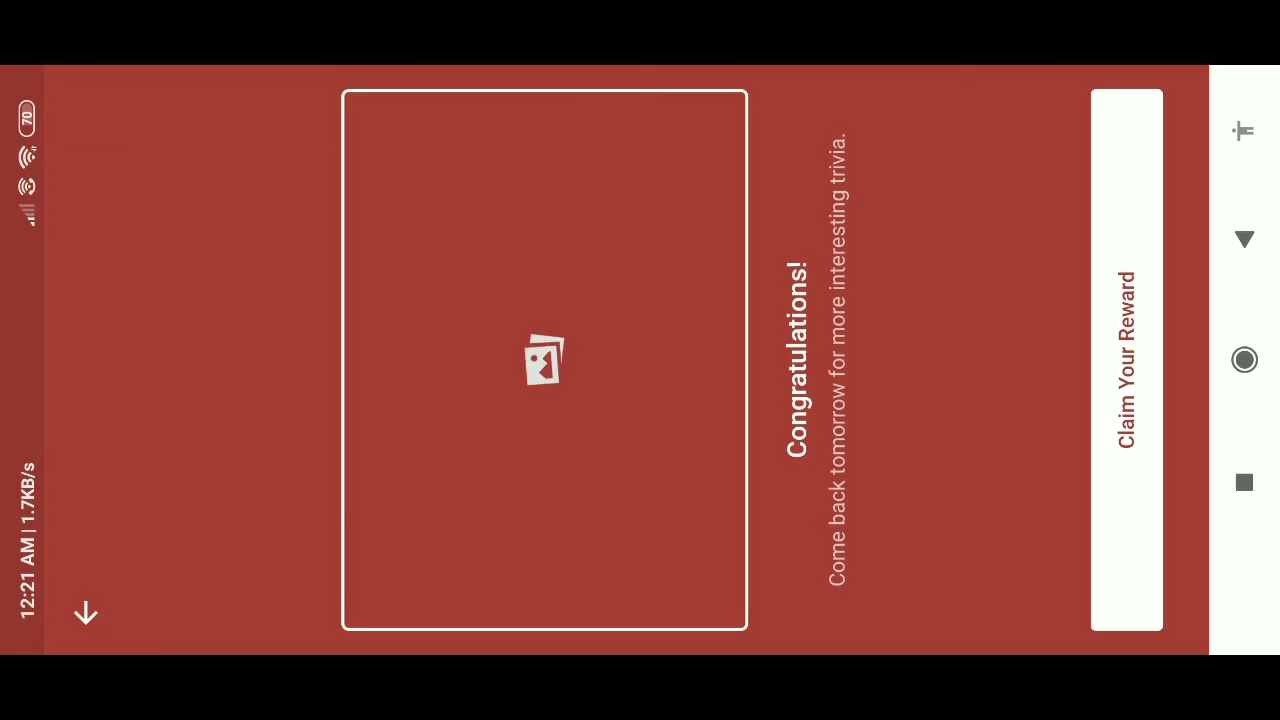 12:21 AM | 1.7KB/s
70
Congratulations!
Come back tomorrow for more interesting trivia.
Claim Your Reward